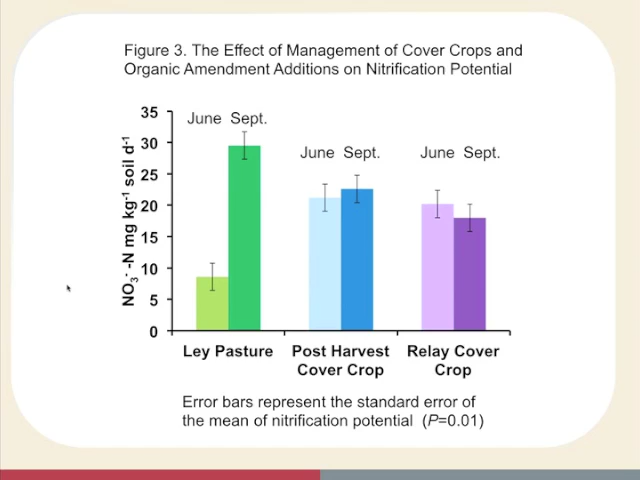 Figure 3. The Effect of Management of Cover Crops and
Organic Amendment Additions on Nitrification Potential
NO₃⁻ -N mg kg⁻¹ soil d⁻¹
35
30
25
20
15
10
5
0
June Sept.
June Sept.
June Sept.
Ley Pasture
Post Harvest
Cover Crop
Relay Cover
Crop
Error bars represent the standard error of
the mean of nitrification potential (P=0.01)